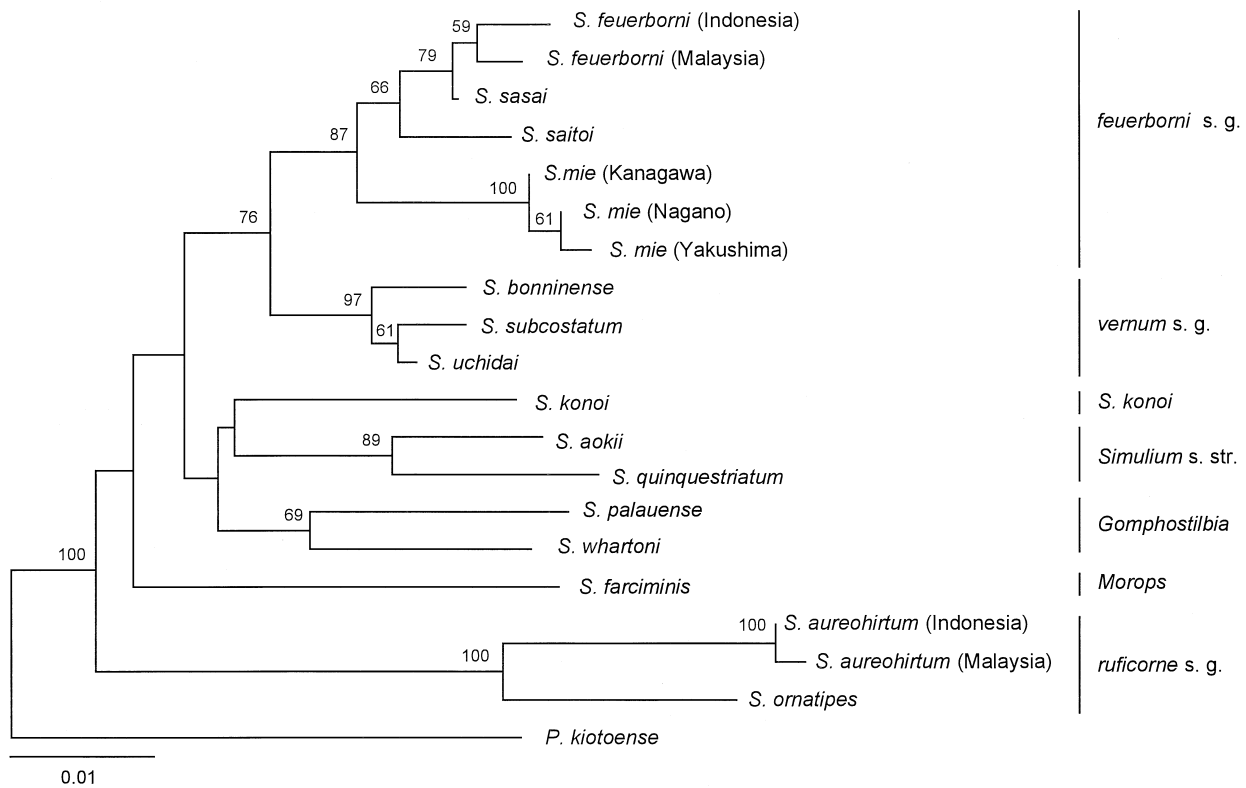 59
S. feuerborni (Indonesia)
79
S. feuerborni (Malaysia)
66
S. sasai
87
S. saitoi
feuerborni s. g.
100
S.mie (Kanagawa)
76
61
S. mie (Nagano)
S. mie (Yakushima)
97
S. bonninense
61
S. subcostatum
vernum s. g.
S. uchidai
S. konoi
S. konoi
89
S. aokii
Simulium s. str.
S. quinquestriatum
69
S. palauense
Gomphostilbia
S. whartoni
100
S. farciminis
Morops
100
S. aureohirtum (Indonesia)
100
S. aureohirtum (Malaysia)
ruficorne s. g.
S. ornatipes
P. kiotoense
0.01